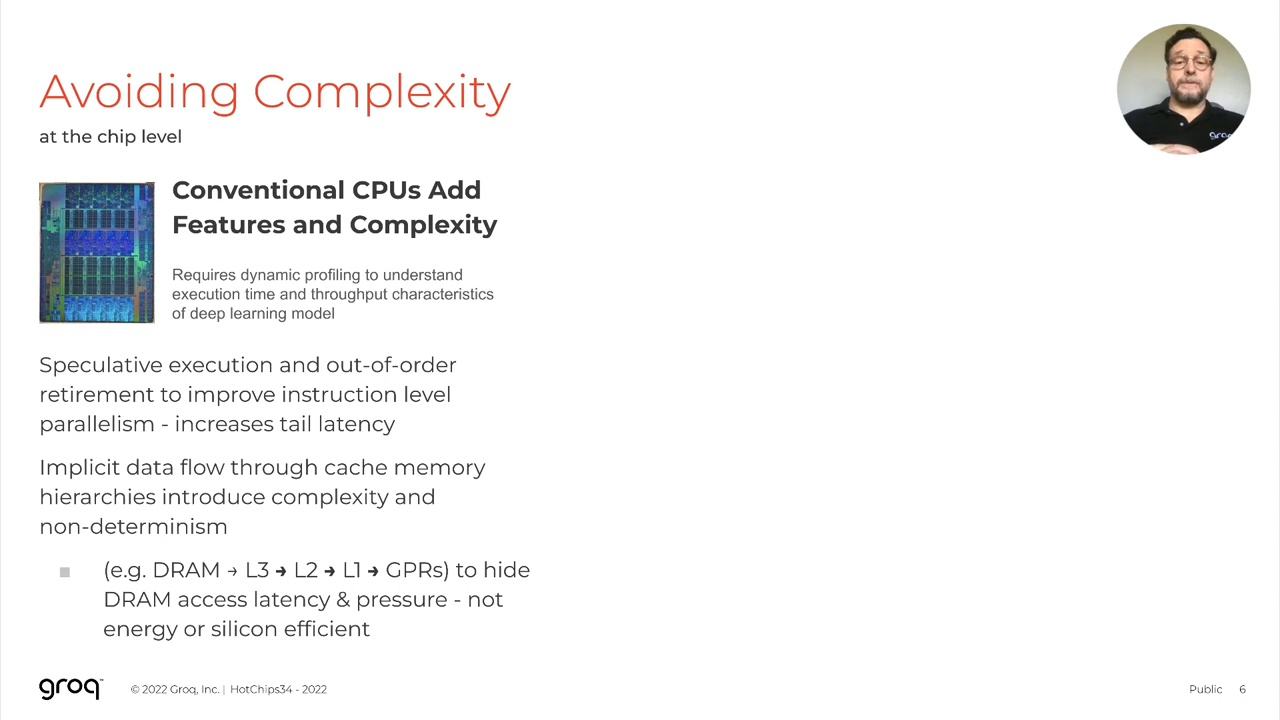 Avoiding Complexity
at the chip level
groq
Conventional CPUs Add
Features and Complexity
Requires dynamic profiling to understand
execution time and throughput characteristics
of deep learning model
Speculative execution and out-of-order
retirement to improve instruction level
parallelism - increases tail latency
Implicit data flow through cache memory
hierarchies introduce complexity and
non-determinism
(e.g. DRAM → L3 → L2 → L1 → GPRs) to hide
DRAM access latency & pressure - not
energy or silicon efficient
groq™ © 2022 Groq, Inc. | HotChips34 - 2022 Public 6